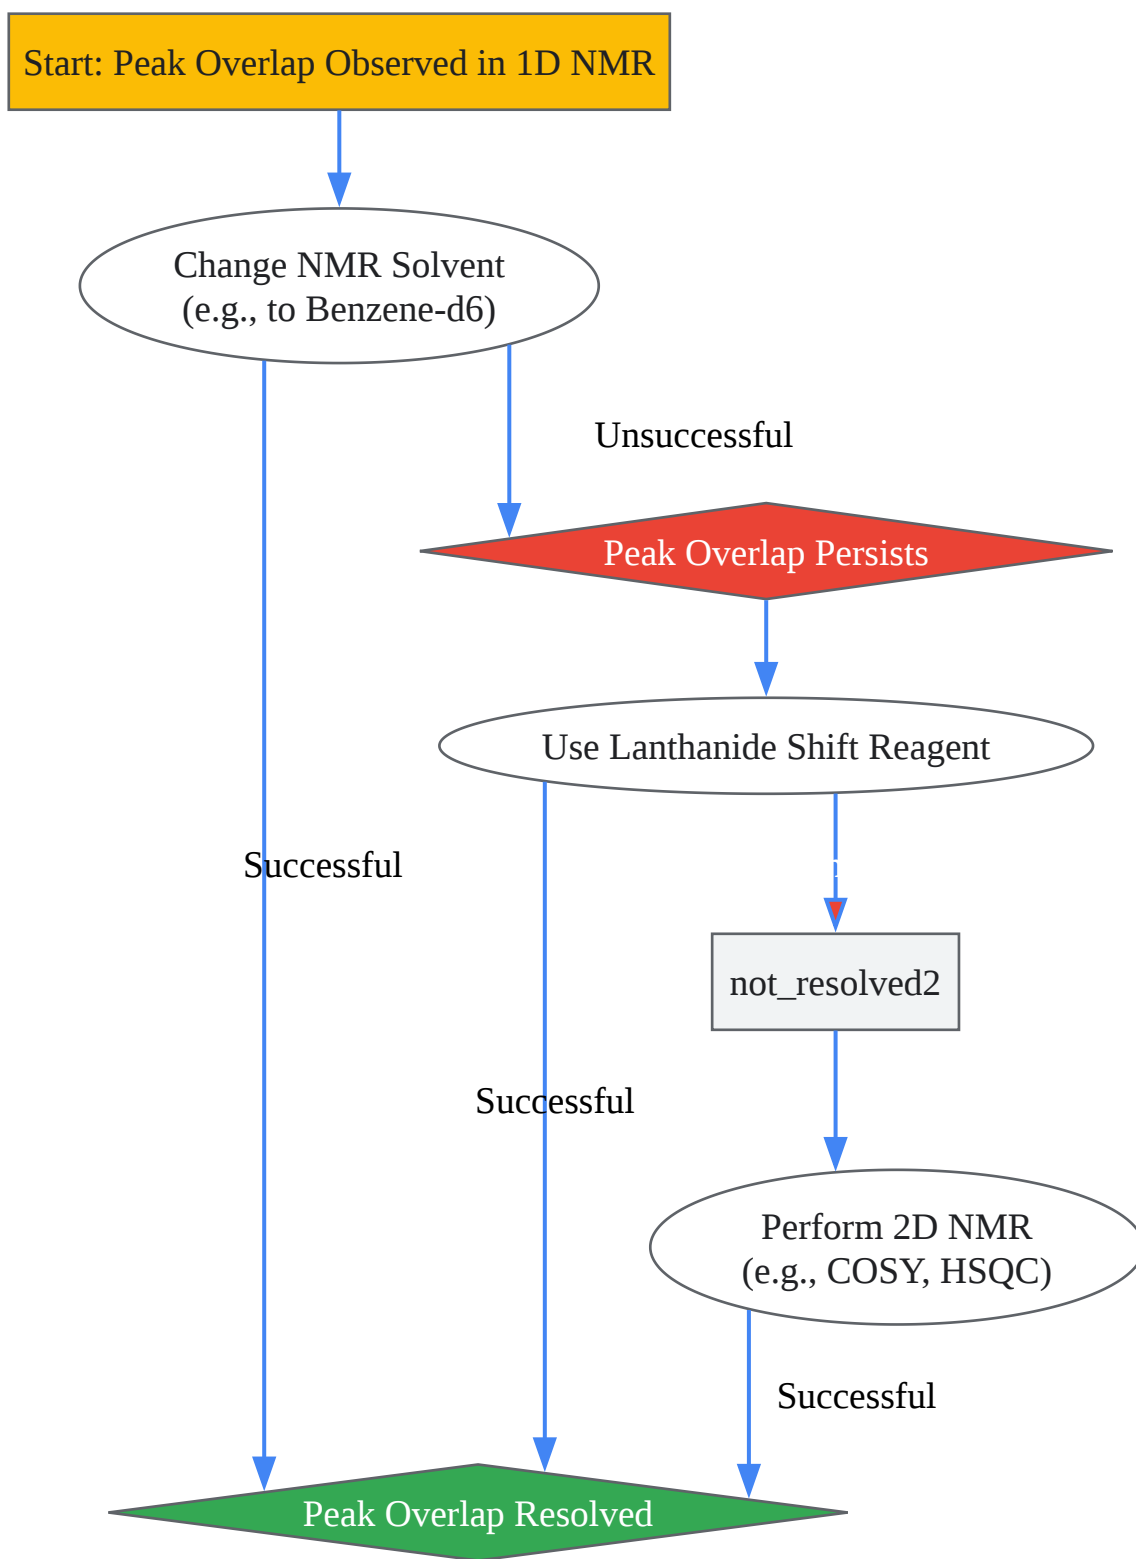 Start: Peak Overlap Observed in 1D NMR
Change NMR Solvent
(e.g., to Benzene-d6)
Unsuccessful
Peak Overlap Persists
Use Lanthanide Shift Reagent
Successful
not_resolved2
Successful
Perform 2D NMR
(e.g., COSY, HSQC)
Successful
Peak Overlap Resolved